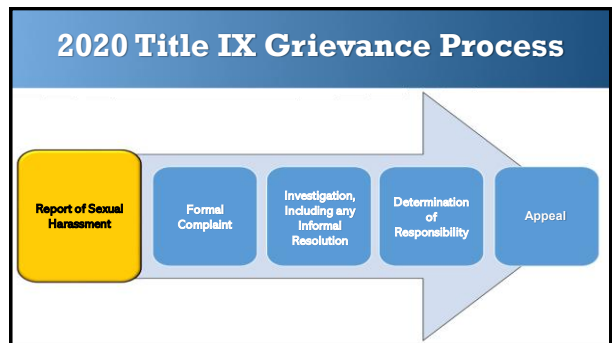 2020 Title IX Grievance Process
Report of Sexual
Harassment
Formal
Complaint
Investigation,
Including any
Informal
Resolution
Determination
of
Responsibility
Appeal